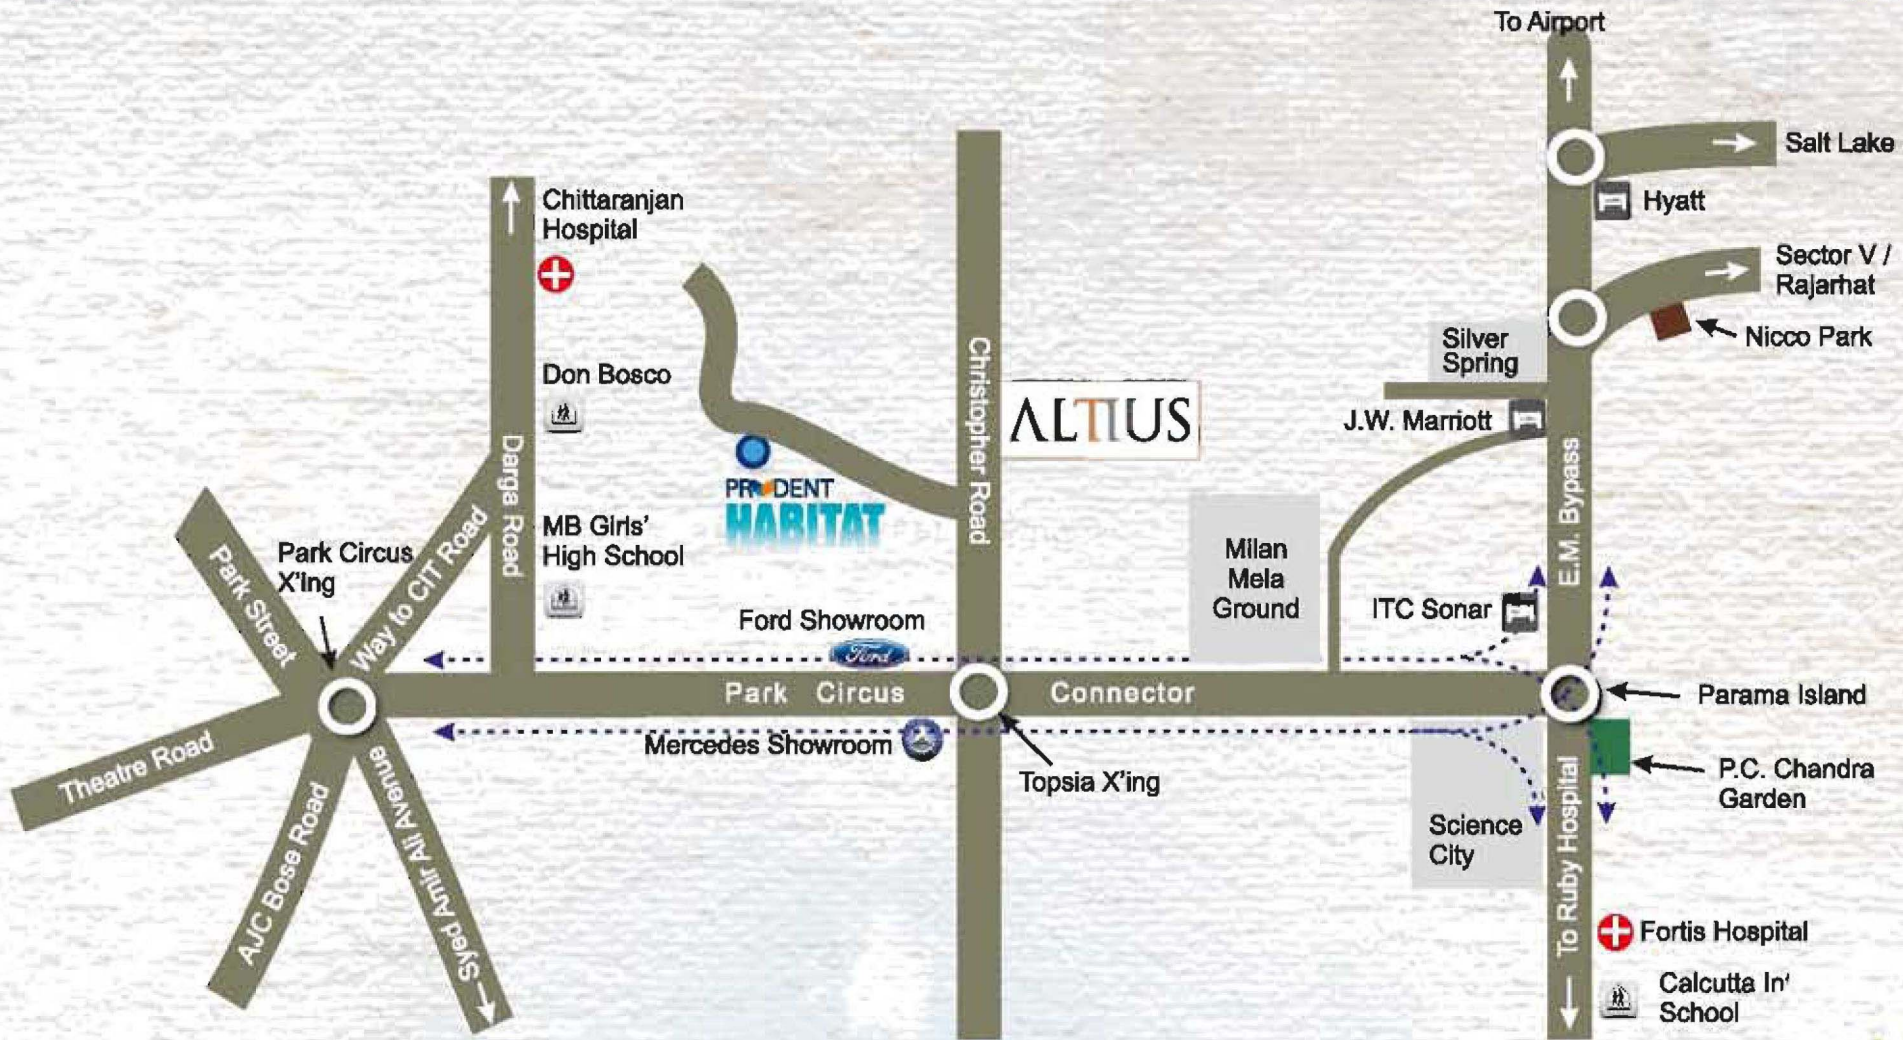 To Airport
Salt Lake
Hyatt
Chittaranjan
Hospital
Sector V /
Rajarhat
Nicco Park
Silver
Spring
Don Bosco
J.W. Marriott
Christopher Road
ALTIUS
Darga Road
PRUDENT
HABITAT
E.M. Bypass
MB Girls'
High School
Park Circus
X'ing
Park Street
Way to CIT Road
Milan
Mela
Ground
ITC Sonar
Ford Showroom
Ford
Park Circus Connector
Parama Island
Mercedes Showroom
Theatre Road
Topsia X'ing
P.C. Chandra
Garden
AJC Bose Road
Syed Amir Ali Avenue
Science
City
To Ruby Hospital
Fortis Hospital
Calcutta In'
School